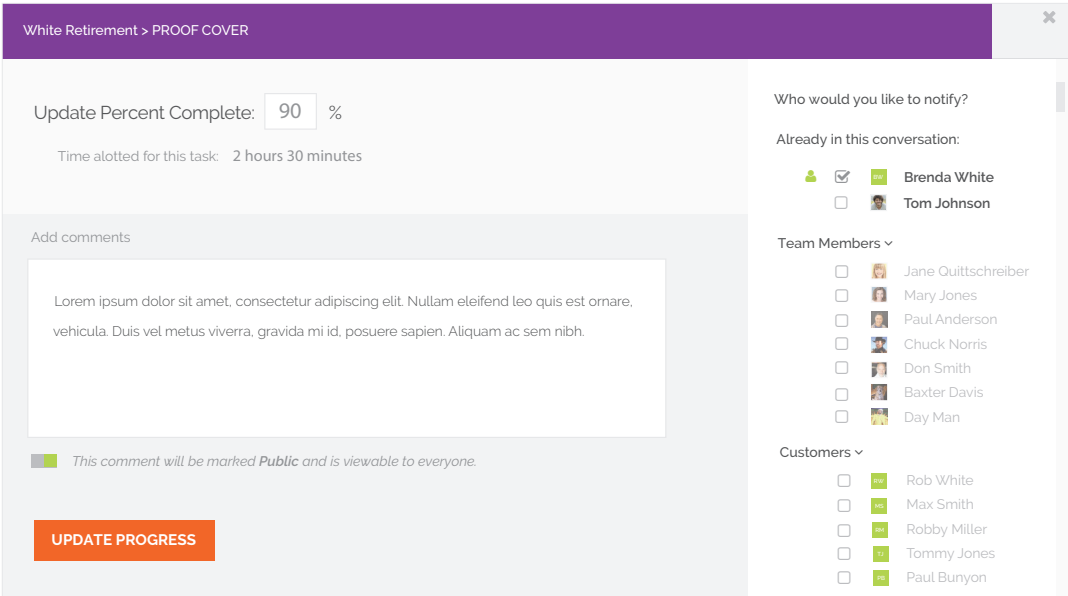 White Retirement > PROOF COVER
Update Percent Complete: 90 %
Time alotted for this task: 2 hours 30 minutes
Add comments
Lorem ipsum dolor sit amet, consectetur adipiscing elit. Nullam eleifend leo quis est ornare,
vehicula. Duis vel metus viverra, gravida mi id, posuere sapien. Aliquam ac sem nibh.
This comment will be marked Public and is viewable to everyone.
UPDATE PROGRESS
Who would you like to notify?
Already in this conversation:
BW Brenda White
Tom Johnson
Team Members
Jane Quittschreiber
Mary Jones
Paul Anderson
Chuck Norris
Don Smith
Baxter Davis
Day Man
Customers
Rob White
Max Smith
Robby Miller
TJ Tommy Jones
Paul Bunyon